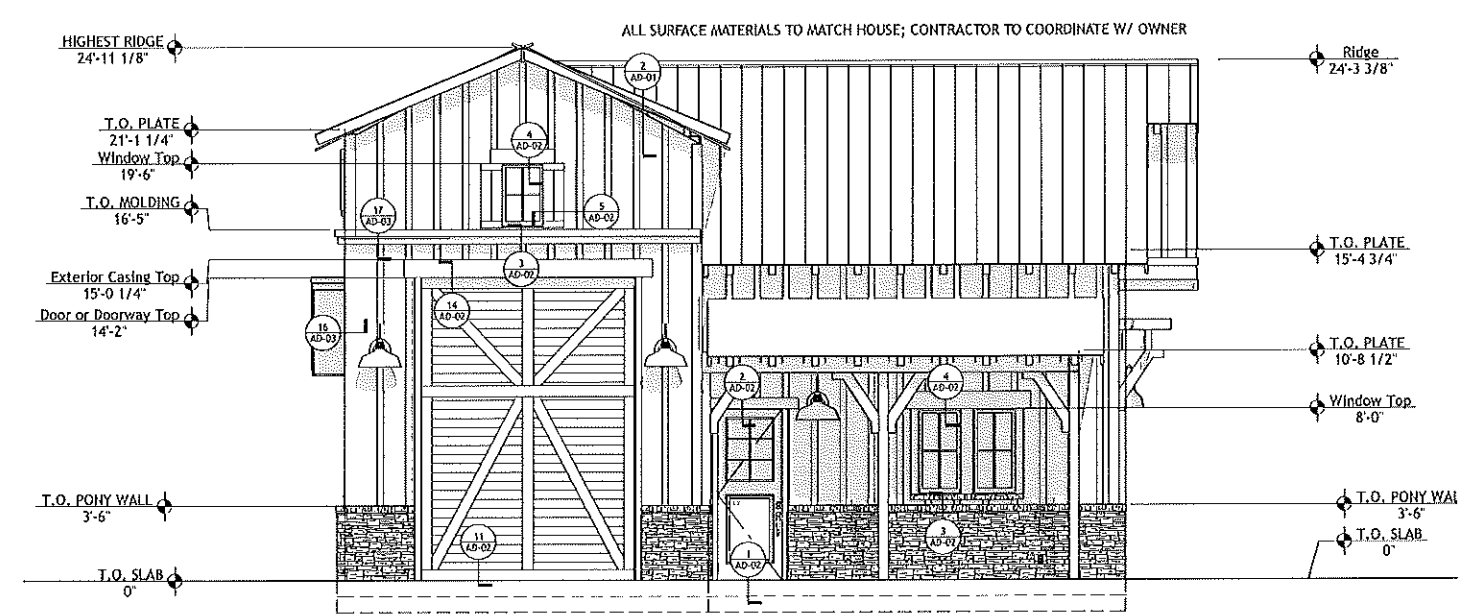 ALL SURFACE MATERIALS TO MATCH HOUSE; CONTRACTOR TO COORDINATE W/ OWNER
HIGHEST RIDGE
24'-11 1/8"
T.O. PLATE
21'-1 1/4"
Window Top
19'-6"
T.O. MOLDING
16'-5"
Exterior Casing Top
15'-0 1/4"
Door or Doorway Top
14'-2"
T.O. PONY WALL
3'-6"
T.O. SLAB
0"
2
AD-01
4
AD-02
5
AD-02
17
AD-03
3
AD-02
14
AD-02
16
AD-03
2
AD-02
4
AD-02
11
AD-02
3
AD-02
1
AD-02
Ridge
24'-3 3/8"
T.O. PLATE
15'-4 3/4"
T.O. PLATE
10'-8 1/2"
Window Top
8'-0"
T.O. PONY WAL
3'-6"
T.O. SLAB
0"